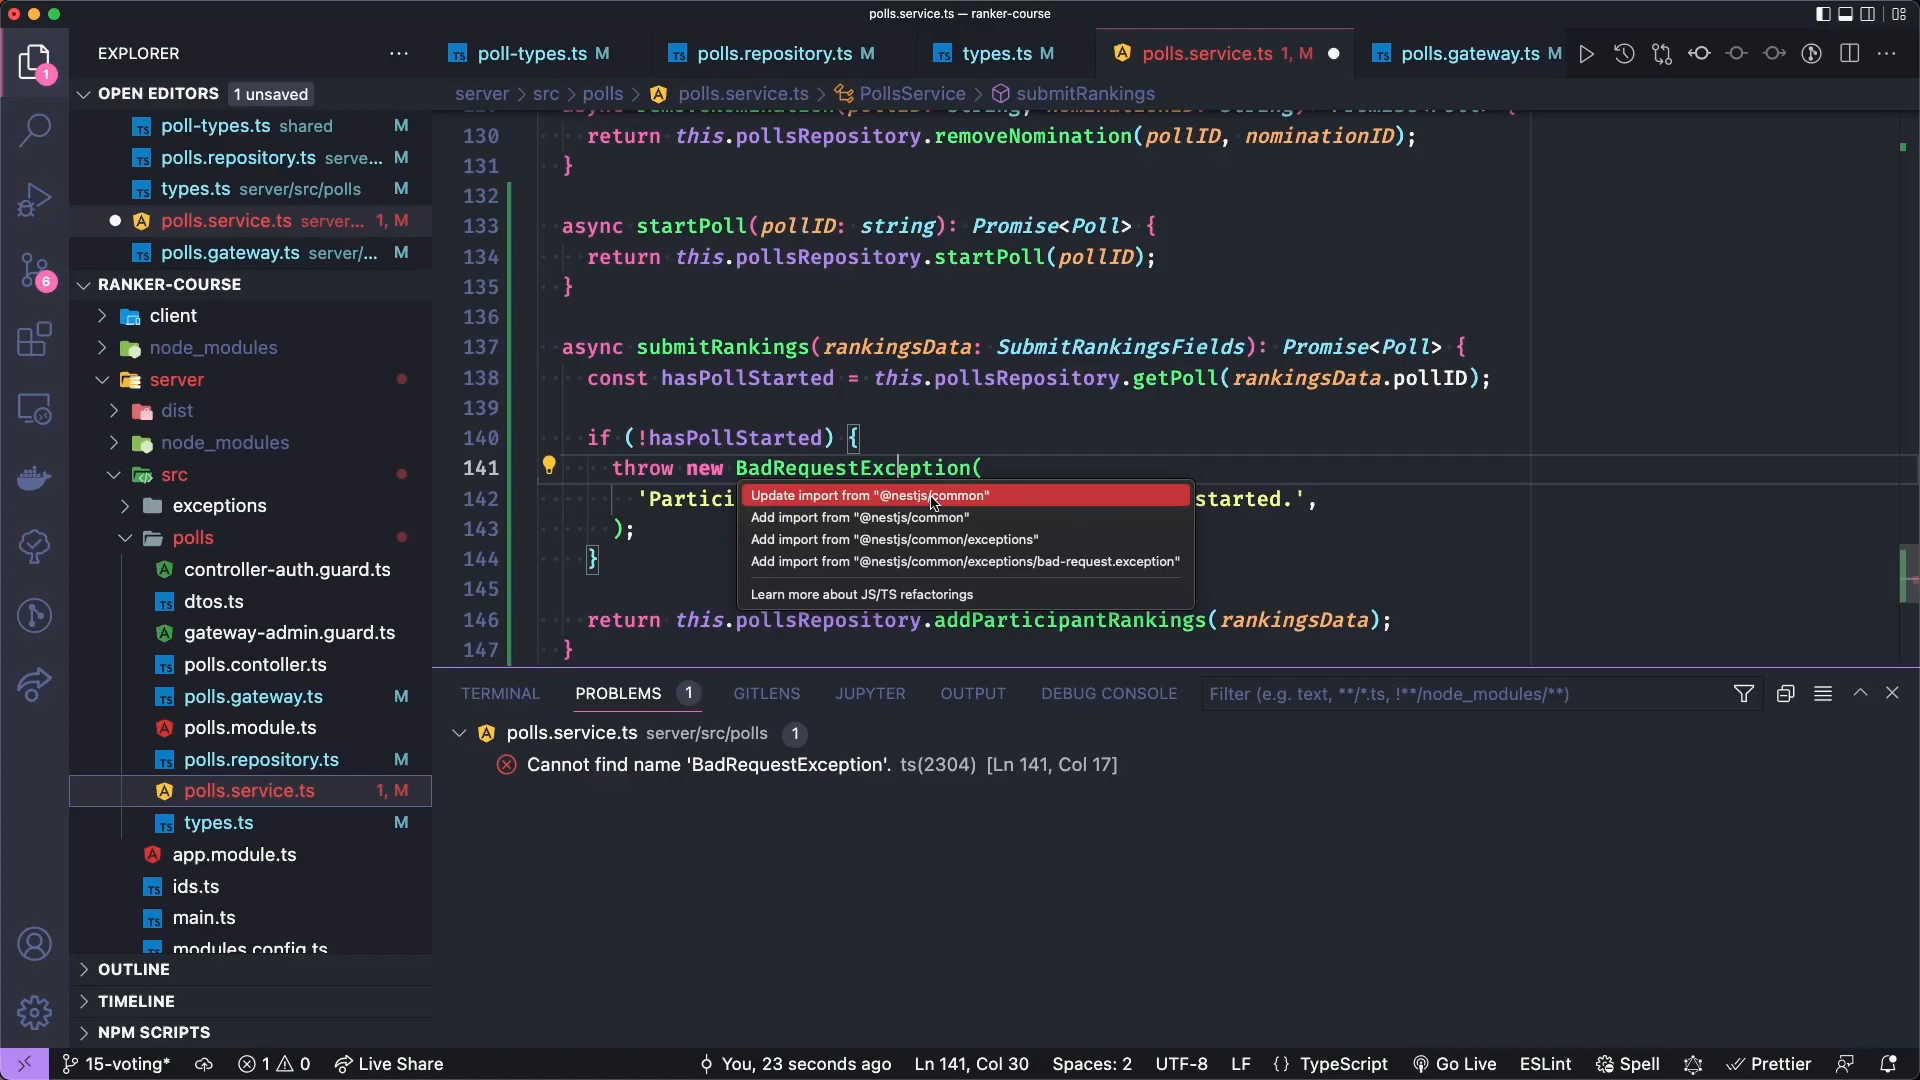 polls.service.ts — ranker-course
EXPLORER
poll-types.ts M
polls.repository.ts M
types.ts M
polls.service.ts 1, M
polls.gateway.ts M
OPEN EDITORS 1 unsaved
server > src > polls > polls.service.ts > PollsService > submitRankings
poll-types.ts shared M
polls.repository.ts serve... M
types.ts server/src/polls M
polls.service.ts server... 1, M
polls.gateway.ts server/... M
RANKER-COURSE
client
node_modules
server
dist
node_modules
src
exceptions
polls
controller-auth.guard.ts
dtos.ts
gateway-admin.guard.ts
polls.contoller.ts
polls.gateway.ts M
polls.module.ts
polls.repository.ts M
polls.service.ts 1, M
types.ts M
app.module.ts
ids.ts
main.ts
modules.config.ts
OUTLINE
TIMELINE
NPM SCRIPTS
1
6
130 return this.pollsRepository.removeNomination(pollID, nominationID);
131 }
132
133 async startPoll(pollID: string): Promise<Poll> {
134 return this.pollsRepository.startPoll(pollID);
135 }
136
137 async submitRankings(rankingsData: SubmitRankingsFields): Promise<Poll> {
138 const hasPollStarted = this.pollsRepository.getPoll(rankingsData.pollID);
139
140 if (!hasPollStarted) {
141 throw new BadRequestException(
142 'Partici started.',
143 );
144 }
145
146 return this.pollsRepository.addParticipantRankings(rankingsData);
147 }
Update import from "@nestjs/common"
Add import from "@nestjs/common"
Add import from "@nestjs/common/exceptions"
Add import from "@nestjs/common/exceptions/bad-request.exception"
Learn more about JS/TS refactorings
TERMINAL PROBLEMS 1 GITLENS JUPYTER OUTPUT DEBUG CONSOLE Filter (e.g. text, **/*.ts, !**/node_modules/**)
polls.service.ts server/src/polls 1
Cannot find name 'BadRequestException'. ts(2304) [Ln 141, Col 17]
15-voting* 1 0 Live Share You, 23 seconds ago Ln 141, Col 30 Spaces: 2 UTF-8 LF {} TypeScript Go Live ESLint Spell Prettier